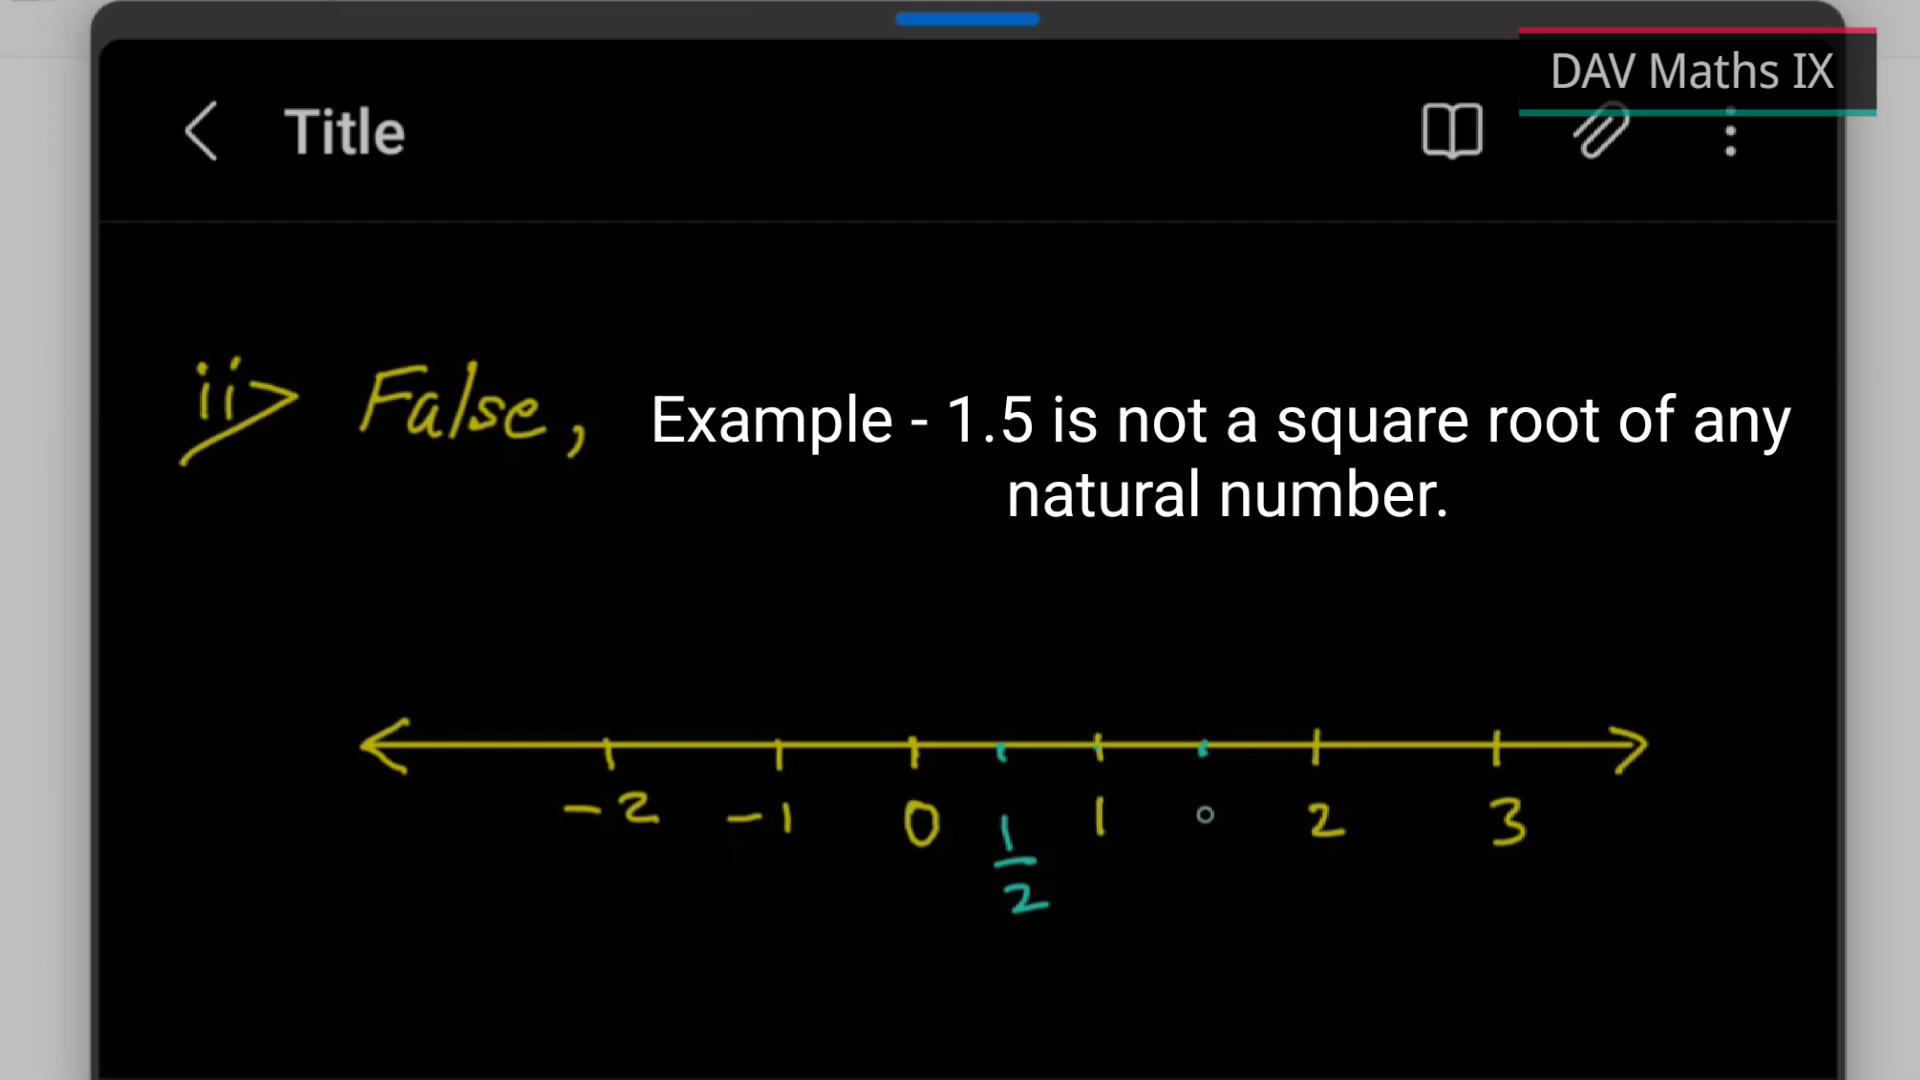 DAV Maths IX
Title
ii> False, Example - 1.5 is not a square root of any
natural number.
-2 -1 0 1/2 1 2 3